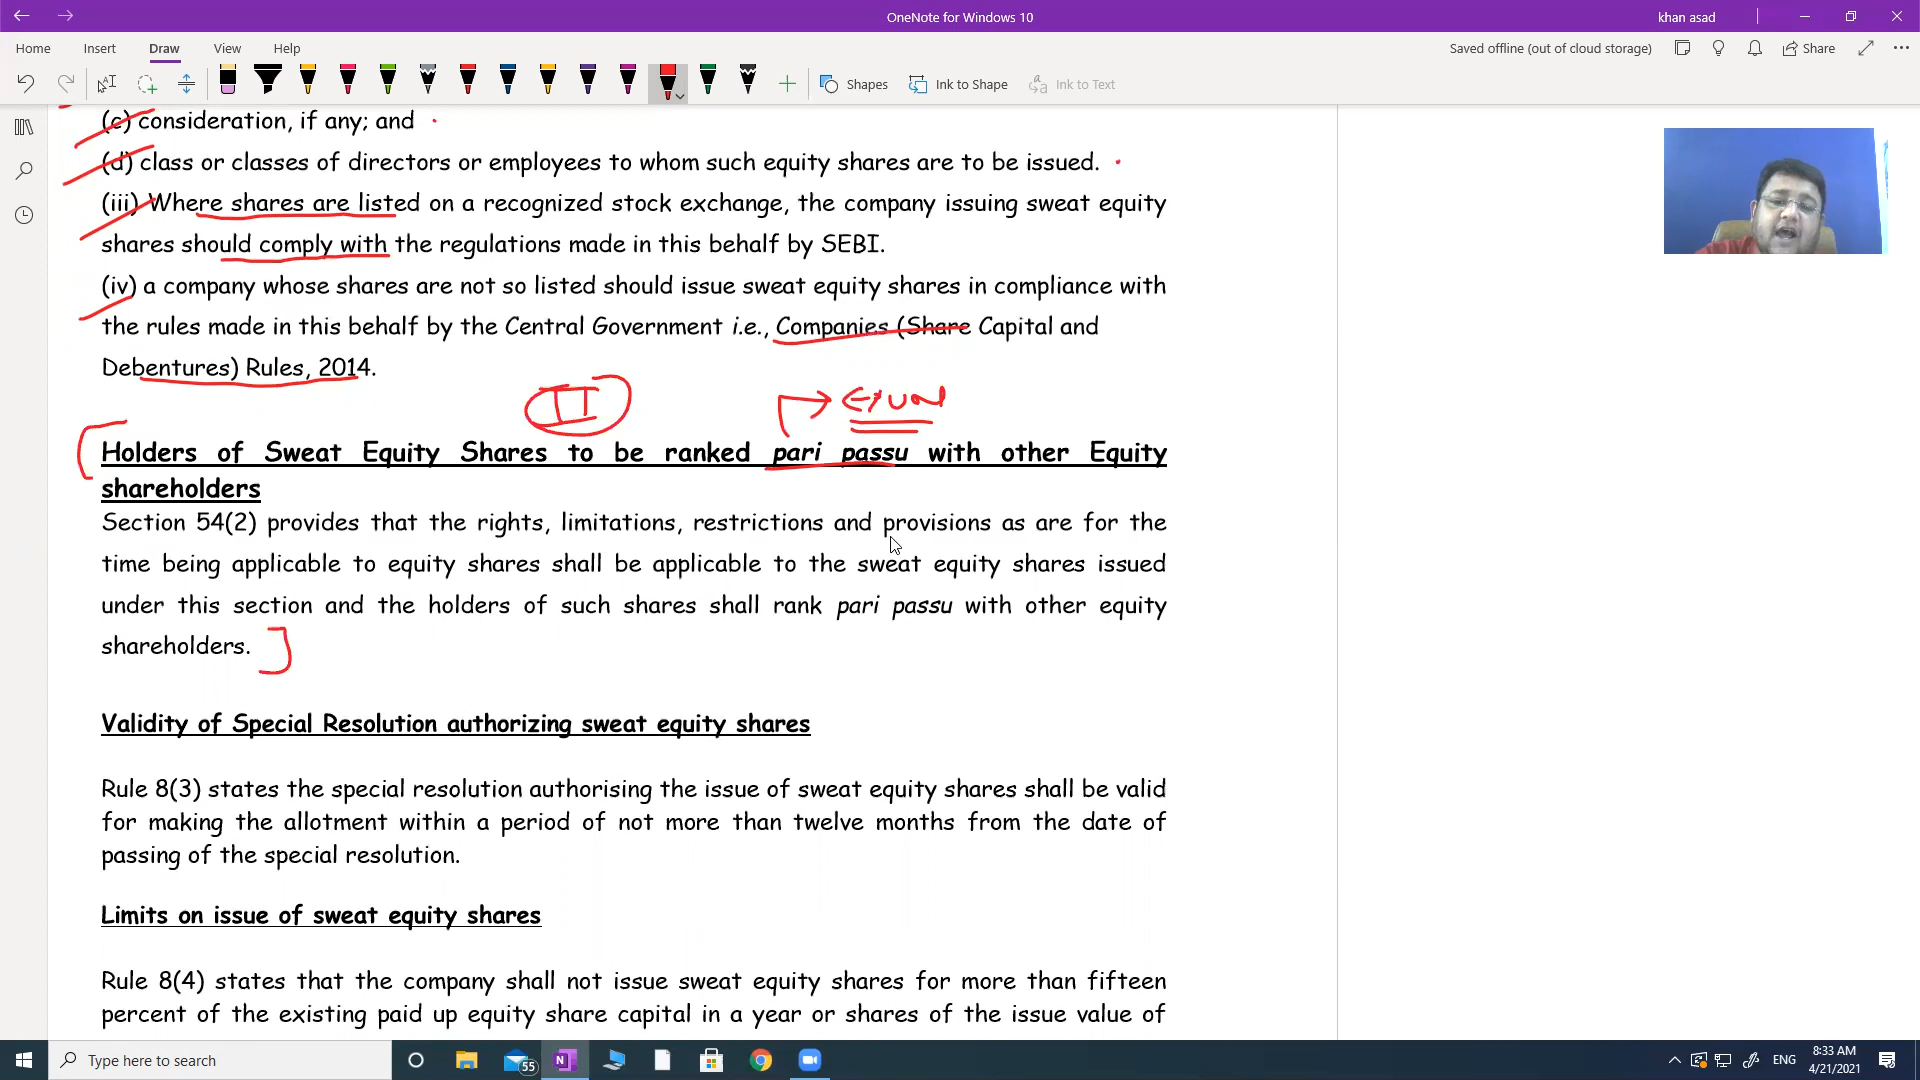 OneNote for Windows 10
khan asad
Home Insert Draw View Help
Saved offline (out of cloud storage)
Share
Shapes
Ink to Shape
Ink to Text
(c) consideration, if any; and
(d) class or classes of directors or employees to whom such equity shares are to be issued.
(iii) Where shares are listed on a recognized stock exchange, the company issuing sweat equity
shares should comply with the regulations made in this behalf by SEBI.
(iv) a company whose shares are not so listed should issue sweat equity shares in compliance with
the rules made in this behalf by the Central Government i.e., Companies (Share Capital and
Debentures) Rules, 2014.
II
Equal
Holders of Sweat Equity Shares to be ranked pari passu with other Equity
shareholders
Section 54(2) provides that the rights, limitations, restrictions and provisions as are for the
time being applicable to equity shares shall be applicable to the sweat equity shares issued
under this section and the holders of such shares shall rank pari passu with other equity
shareholders.
Validity of Special Resolution authorizing sweat equity shares
Rule 8(3) states the special resolution authorising the issue of sweat equity shares shall be valid
for making the allotment within a period of not more than twelve months from the date of
passing of the special resolution.
Limits on issue of sweat equity shares
Rule 8(4) states that the company shall not issue sweat equity shares for more than fifteen
percent of the existing paid up equity share capital in a year or shares of the issue value of
Type here to search
55
ENG
8:33 AM
4/21/2021